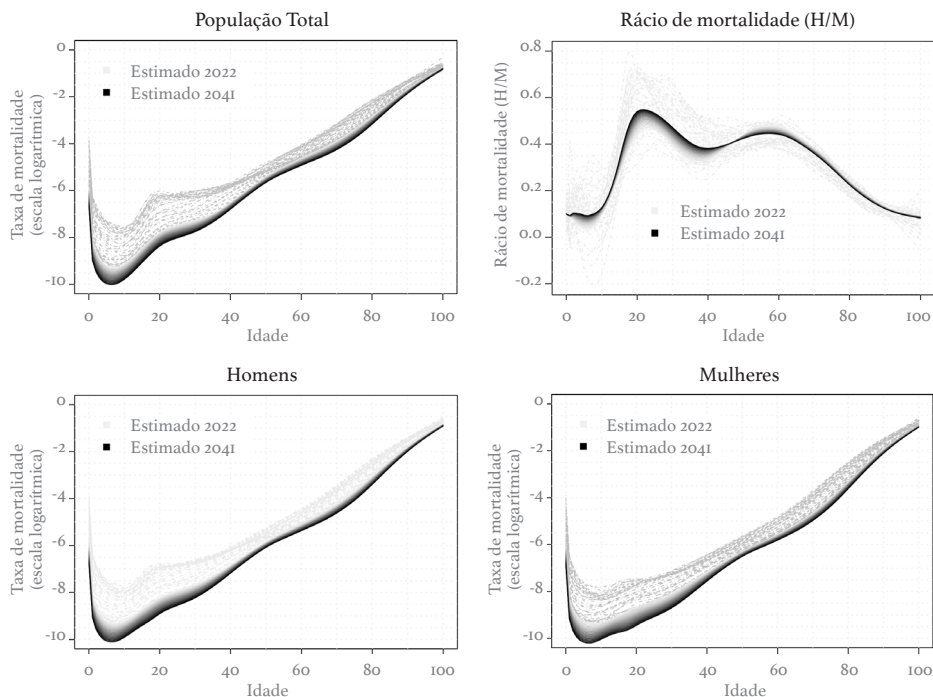 População Total
Taxa de mortalidade
(escala logarítmica)
0
-2
-4
-6
-8
-10
Estimado 2022
Estimado 2041
0 20 40 60 80 100
Idade
Rácio de mortalidade (H/M)
Rácio de mortalidade (H/M)
0.8
0.6
0.4
0.2
0.0
-0.2
Estimado 2022
Estimado 2041
0 20 40 60 80 100
Idade
Homens
Taxa de mortalidade
(escala logarítmica)
0
-2
-4
-6
-8
-10
Estimado 2022
Estimado 2041
0 20 40 60 80 100
Idade
Mulheres
Taxa de mortalidade
(escala logarítmica)
0
-2
-4
-6
-8
-10
Estimado 2022
Estimado 2041
0 20 40 60 80 100
Idade